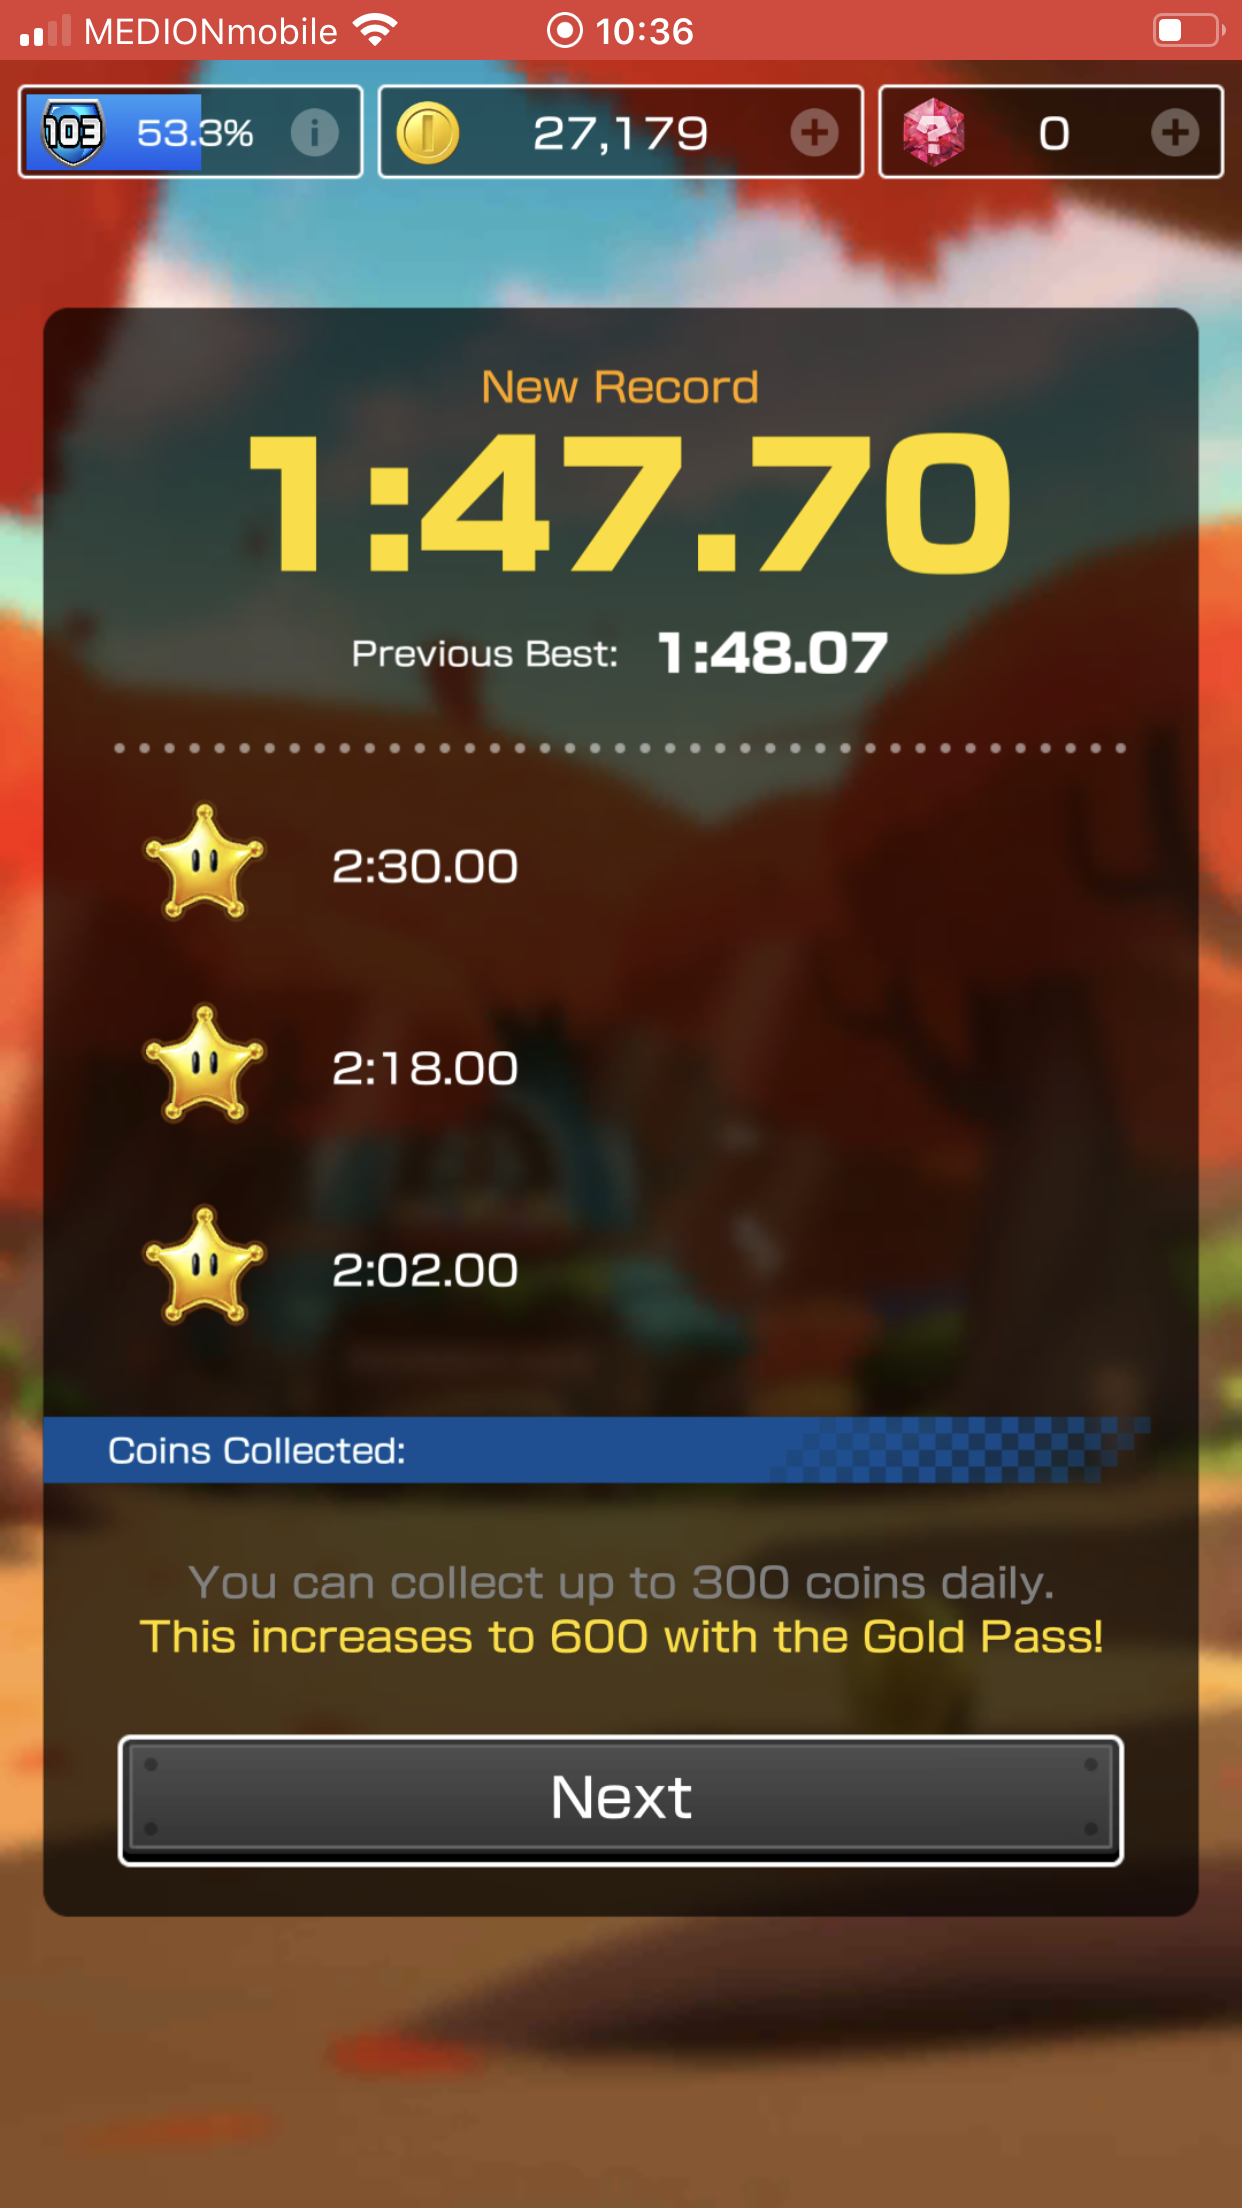 MEDIONmobile 10:36
103 53.3% i 27,179 + ? 0 +
New Record
1:47.70
Previous Best: 1:48.07
2:30.00
2:18.00
2:02.00
Coins Collected:
You can collect up to 300 coins daily.
This increases to 600 with the Gold Pass!
Next